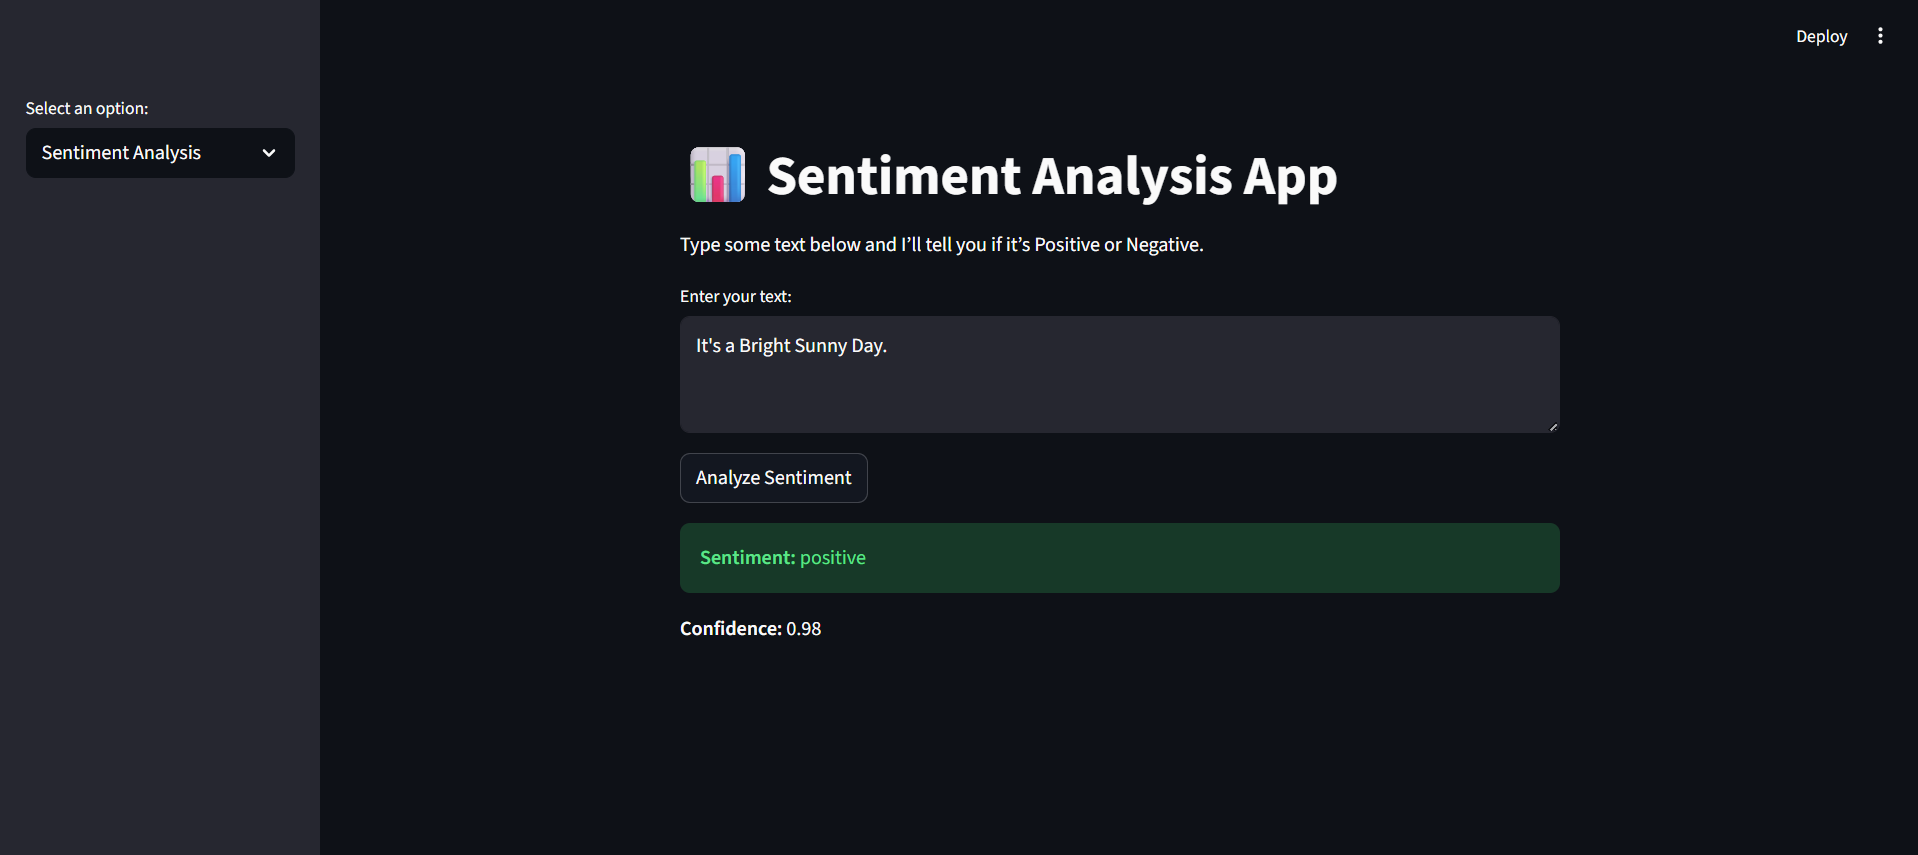 Deploy
Select an option:
Sentiment Analysis
Sentiment Analysis App
Type some text below and I’ll tell you if it’s Positive or Negative.
Enter your text:
It's a Bright Sunny Day.
Analyze Sentiment
Sentiment: positive
Confidence: 0.98